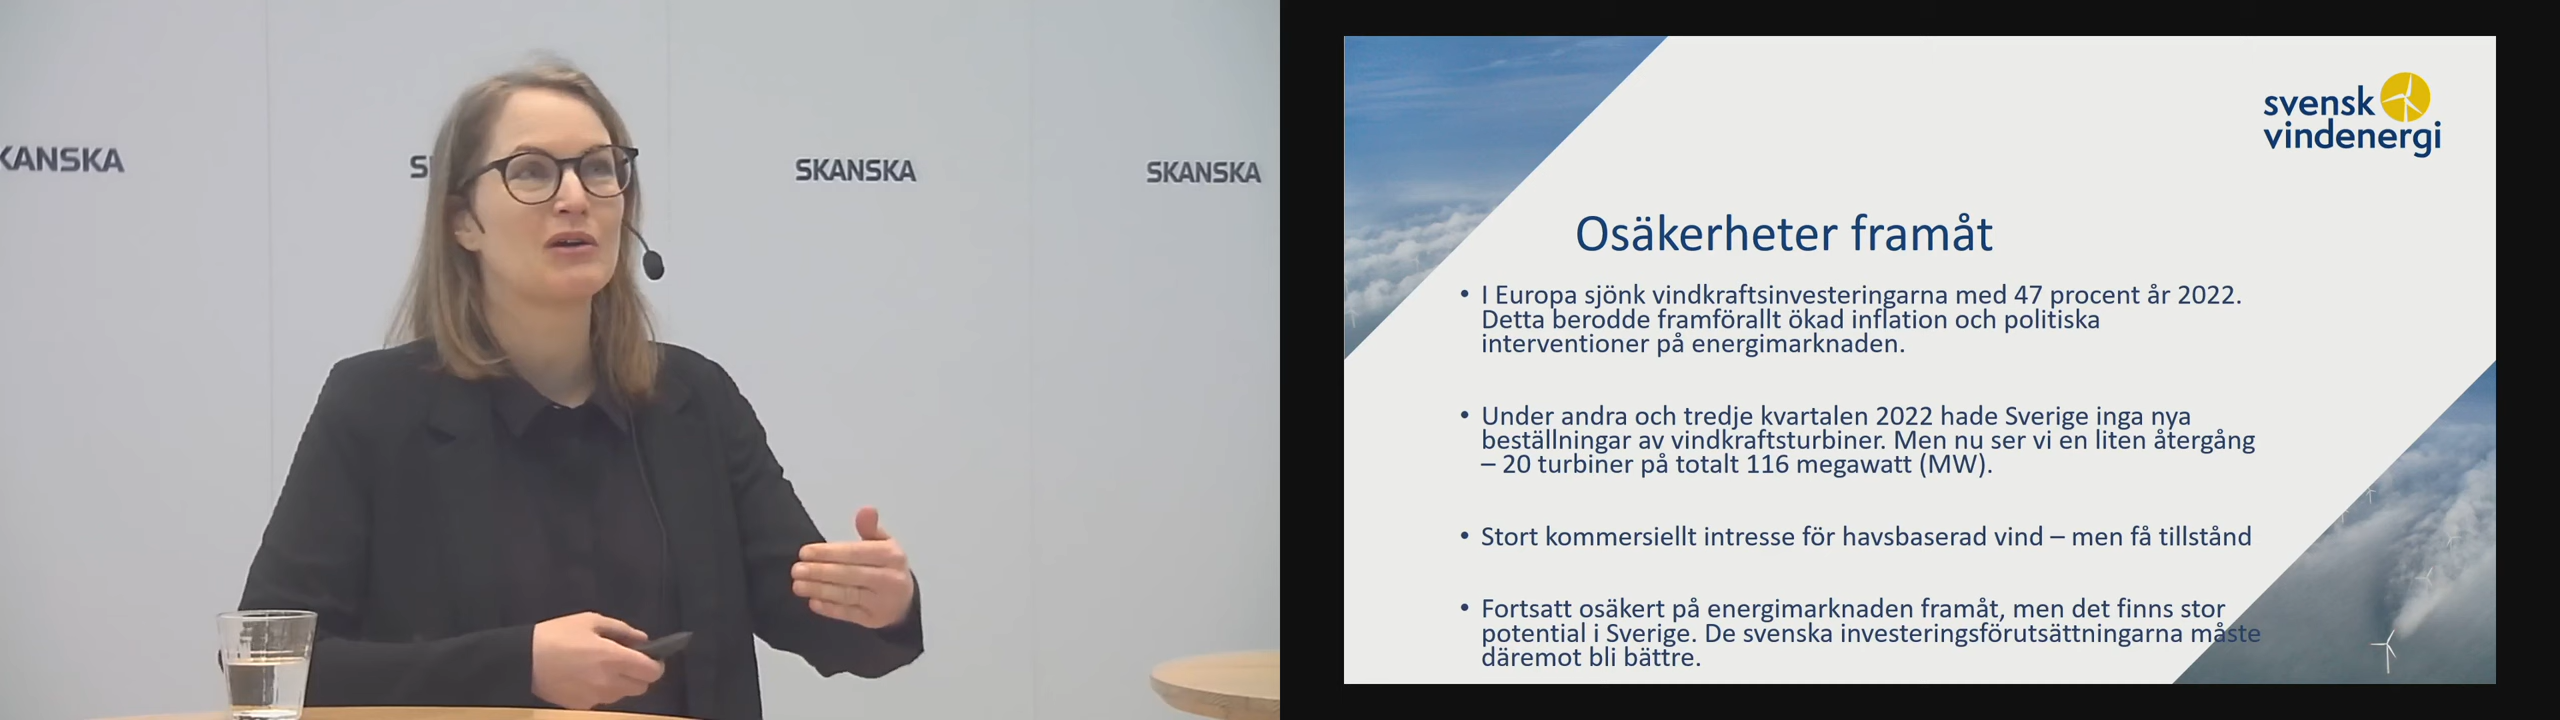 KANSKA
SKANSKA
SKANSKA
svensk
vindenergi
Osäkerheter framåt
• I Europa sjönk vindkraftsinvesteringarna med 47 procent år 2022.
Detta berodde framförallt ökad inflation och politiska
interventioner på energimarknaden.
• Under andra och tredje kvartalen 2022 hade Sverige inga nya
beställningar av vindkraftsturbiner. Men nu ser vi en liten återgång
– 20 turbiner på totalt 116 megawatt (MW).
• Stort kommersiellt intresse för havsbaserad vind – men få tillstånd
• Fortsatt osäkert på energimarknaden framåt, men det finns stor
potential i Sverige. De svenska investeringsförutsättningarna måste
däremot bli bättre.